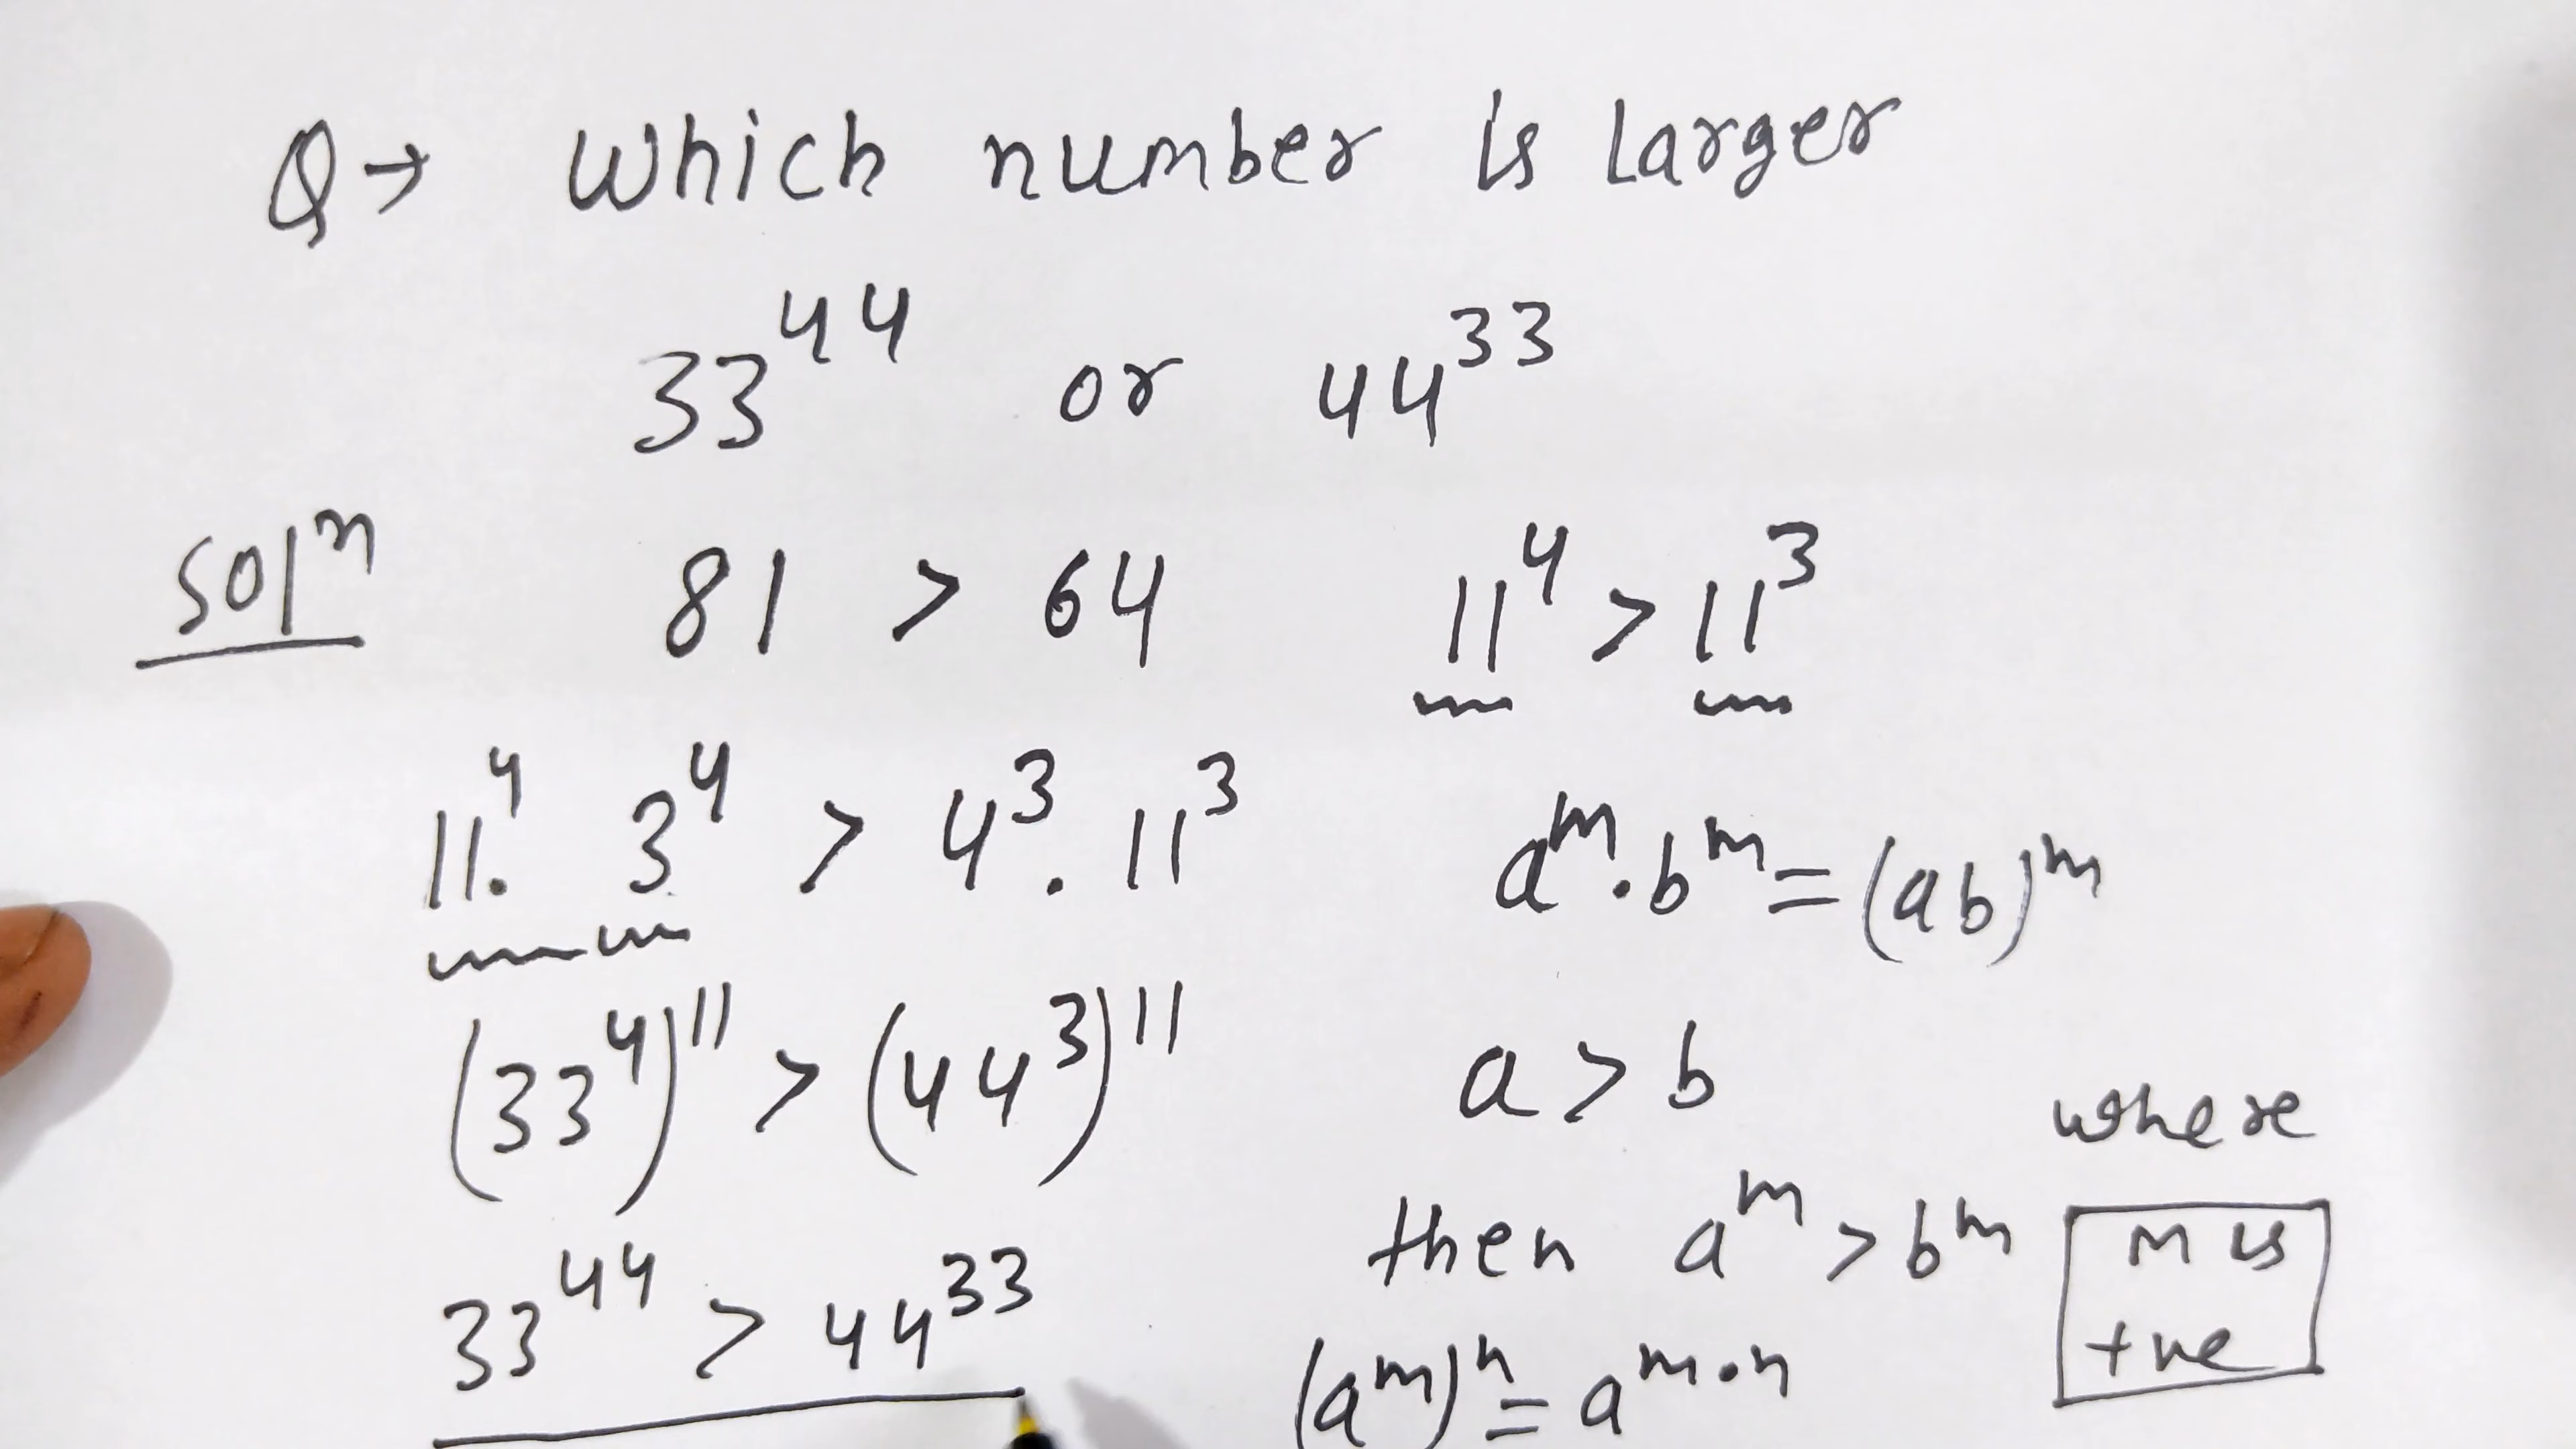 Q→ Which number is larger
33^44 or 44^33
Solⁿ 81 > 64 11^4 > 11^3
11^4. 3^4 > 4^3 . 11^3 a^m . b^m = (ab)^m
(33^4)^11 > (44^3)^11 a > b where
then a^m > b^m m is
33^44 > 44^33 +ve
(a^m)^n = a^m·n